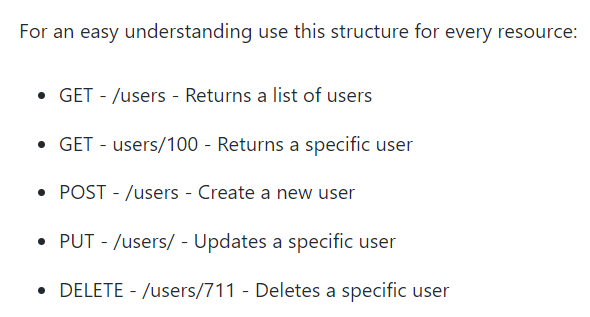 For an easy understanding use this structure for every resource:
• GET - /users - Returns a list of users
• GET - users/100 - Returns a specific user
• POST - /users - Create a new user
• PUT - /users/ - Updates a specific user
• DELETE - /users/711 - Deletes a specific user